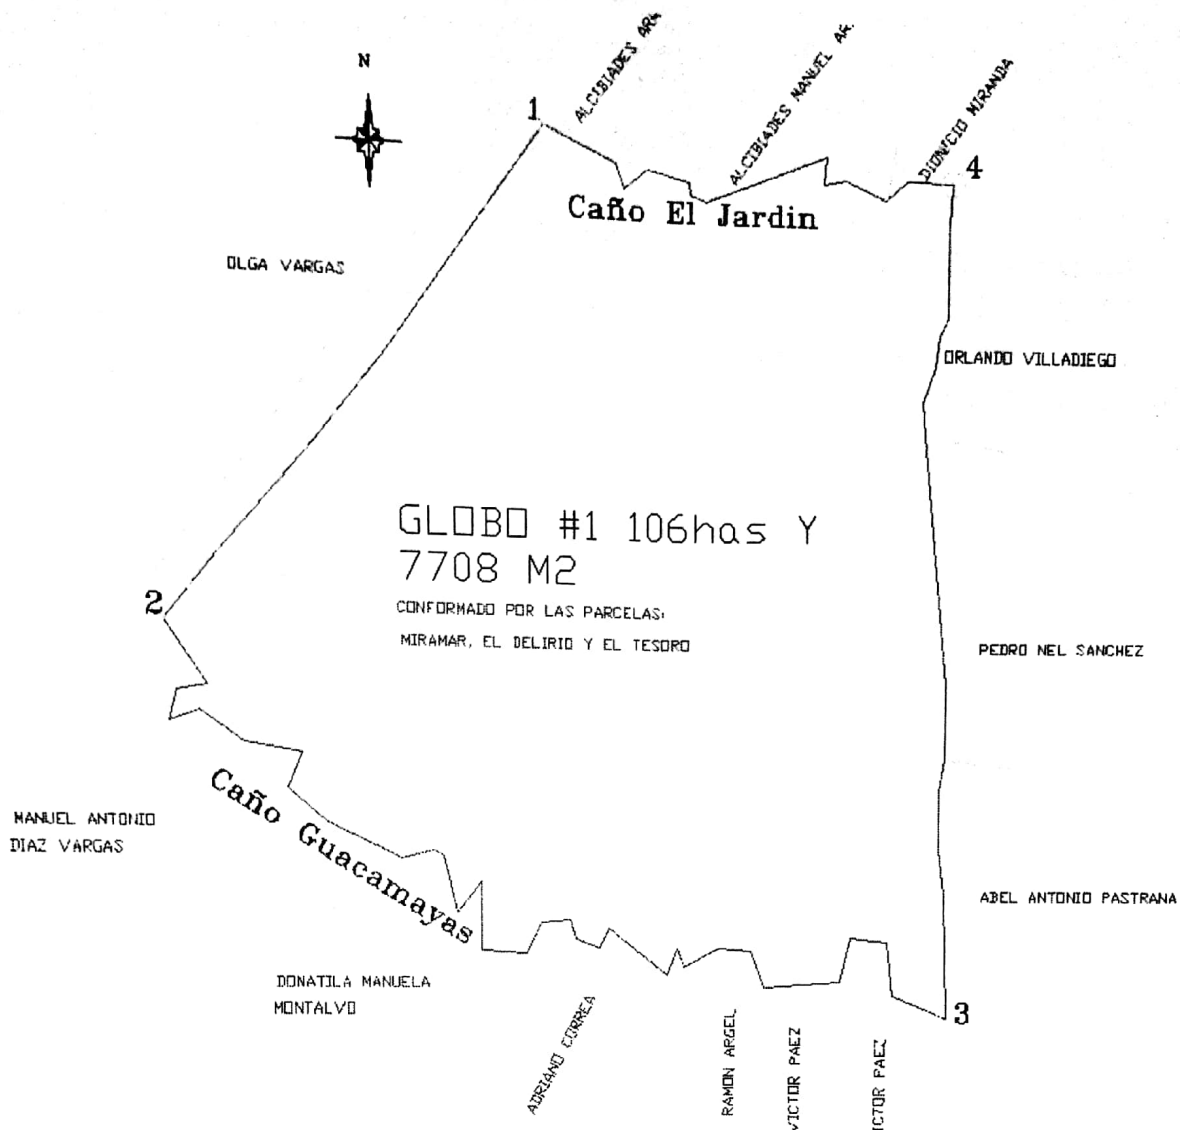 N
ALCIBIADES
ALCIBIADES MANUEL
DIONICIO MIRANDA
1
4
Caño El Jardin
OLGA VARGAS
ORLANDO VILLADIEGO
GLOBO #1 106has Y
7708 M2
CONFORMADO POR LAS PARCELAS:
MIRAMAR, EL DELIRIO Y EL TESORO
2
PEDRO NEL SANCHEZ
Caño Guacamayas
MANUEL ANTONIO
DIAZ VARGAS
ABEL ANTONIO PASTRANA
DONATILA MANUELA
MONTALVO
3
ADRIANO CORREA
RAMON ARGEL
VICTOR PAEZ
ICTOR PAEZ